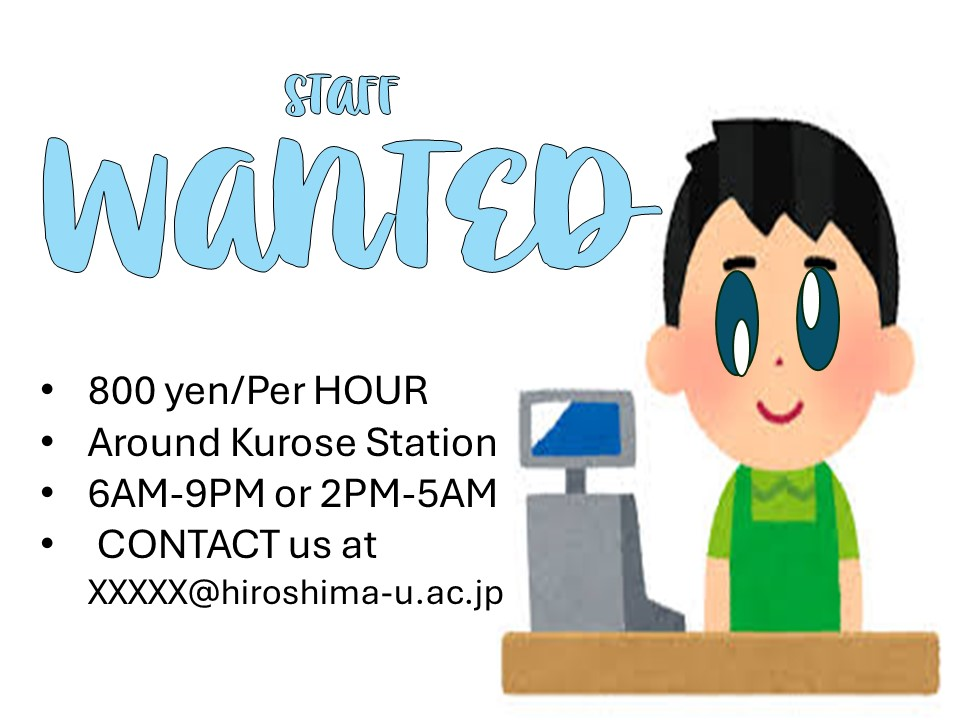 STaFF
WaNTED
• 800 yen/Per HOUR
• Around Kurose Station
• 6AM-9PM or 2PM-5AM
• CONTACT us at
XXXXX@hiroshima-u.ac.jp